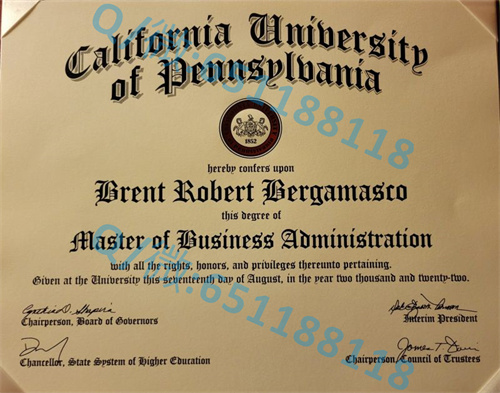 California University
of Pennsylvania
1852
hereby confers upon
Brent Robert Bergamasco
this degree of
Master of Business Administration
with all the rights, honors, and privileges thereunto pertaining.
Given at the University this seventeenth day of August, in the year two thousand and twenty-two.
Chairperson, Board of Governors
Interim President
Chancellor, State System of Higher Education
Chairperson, Council of Trustees
Q/微:651188118
Q/微:651188118